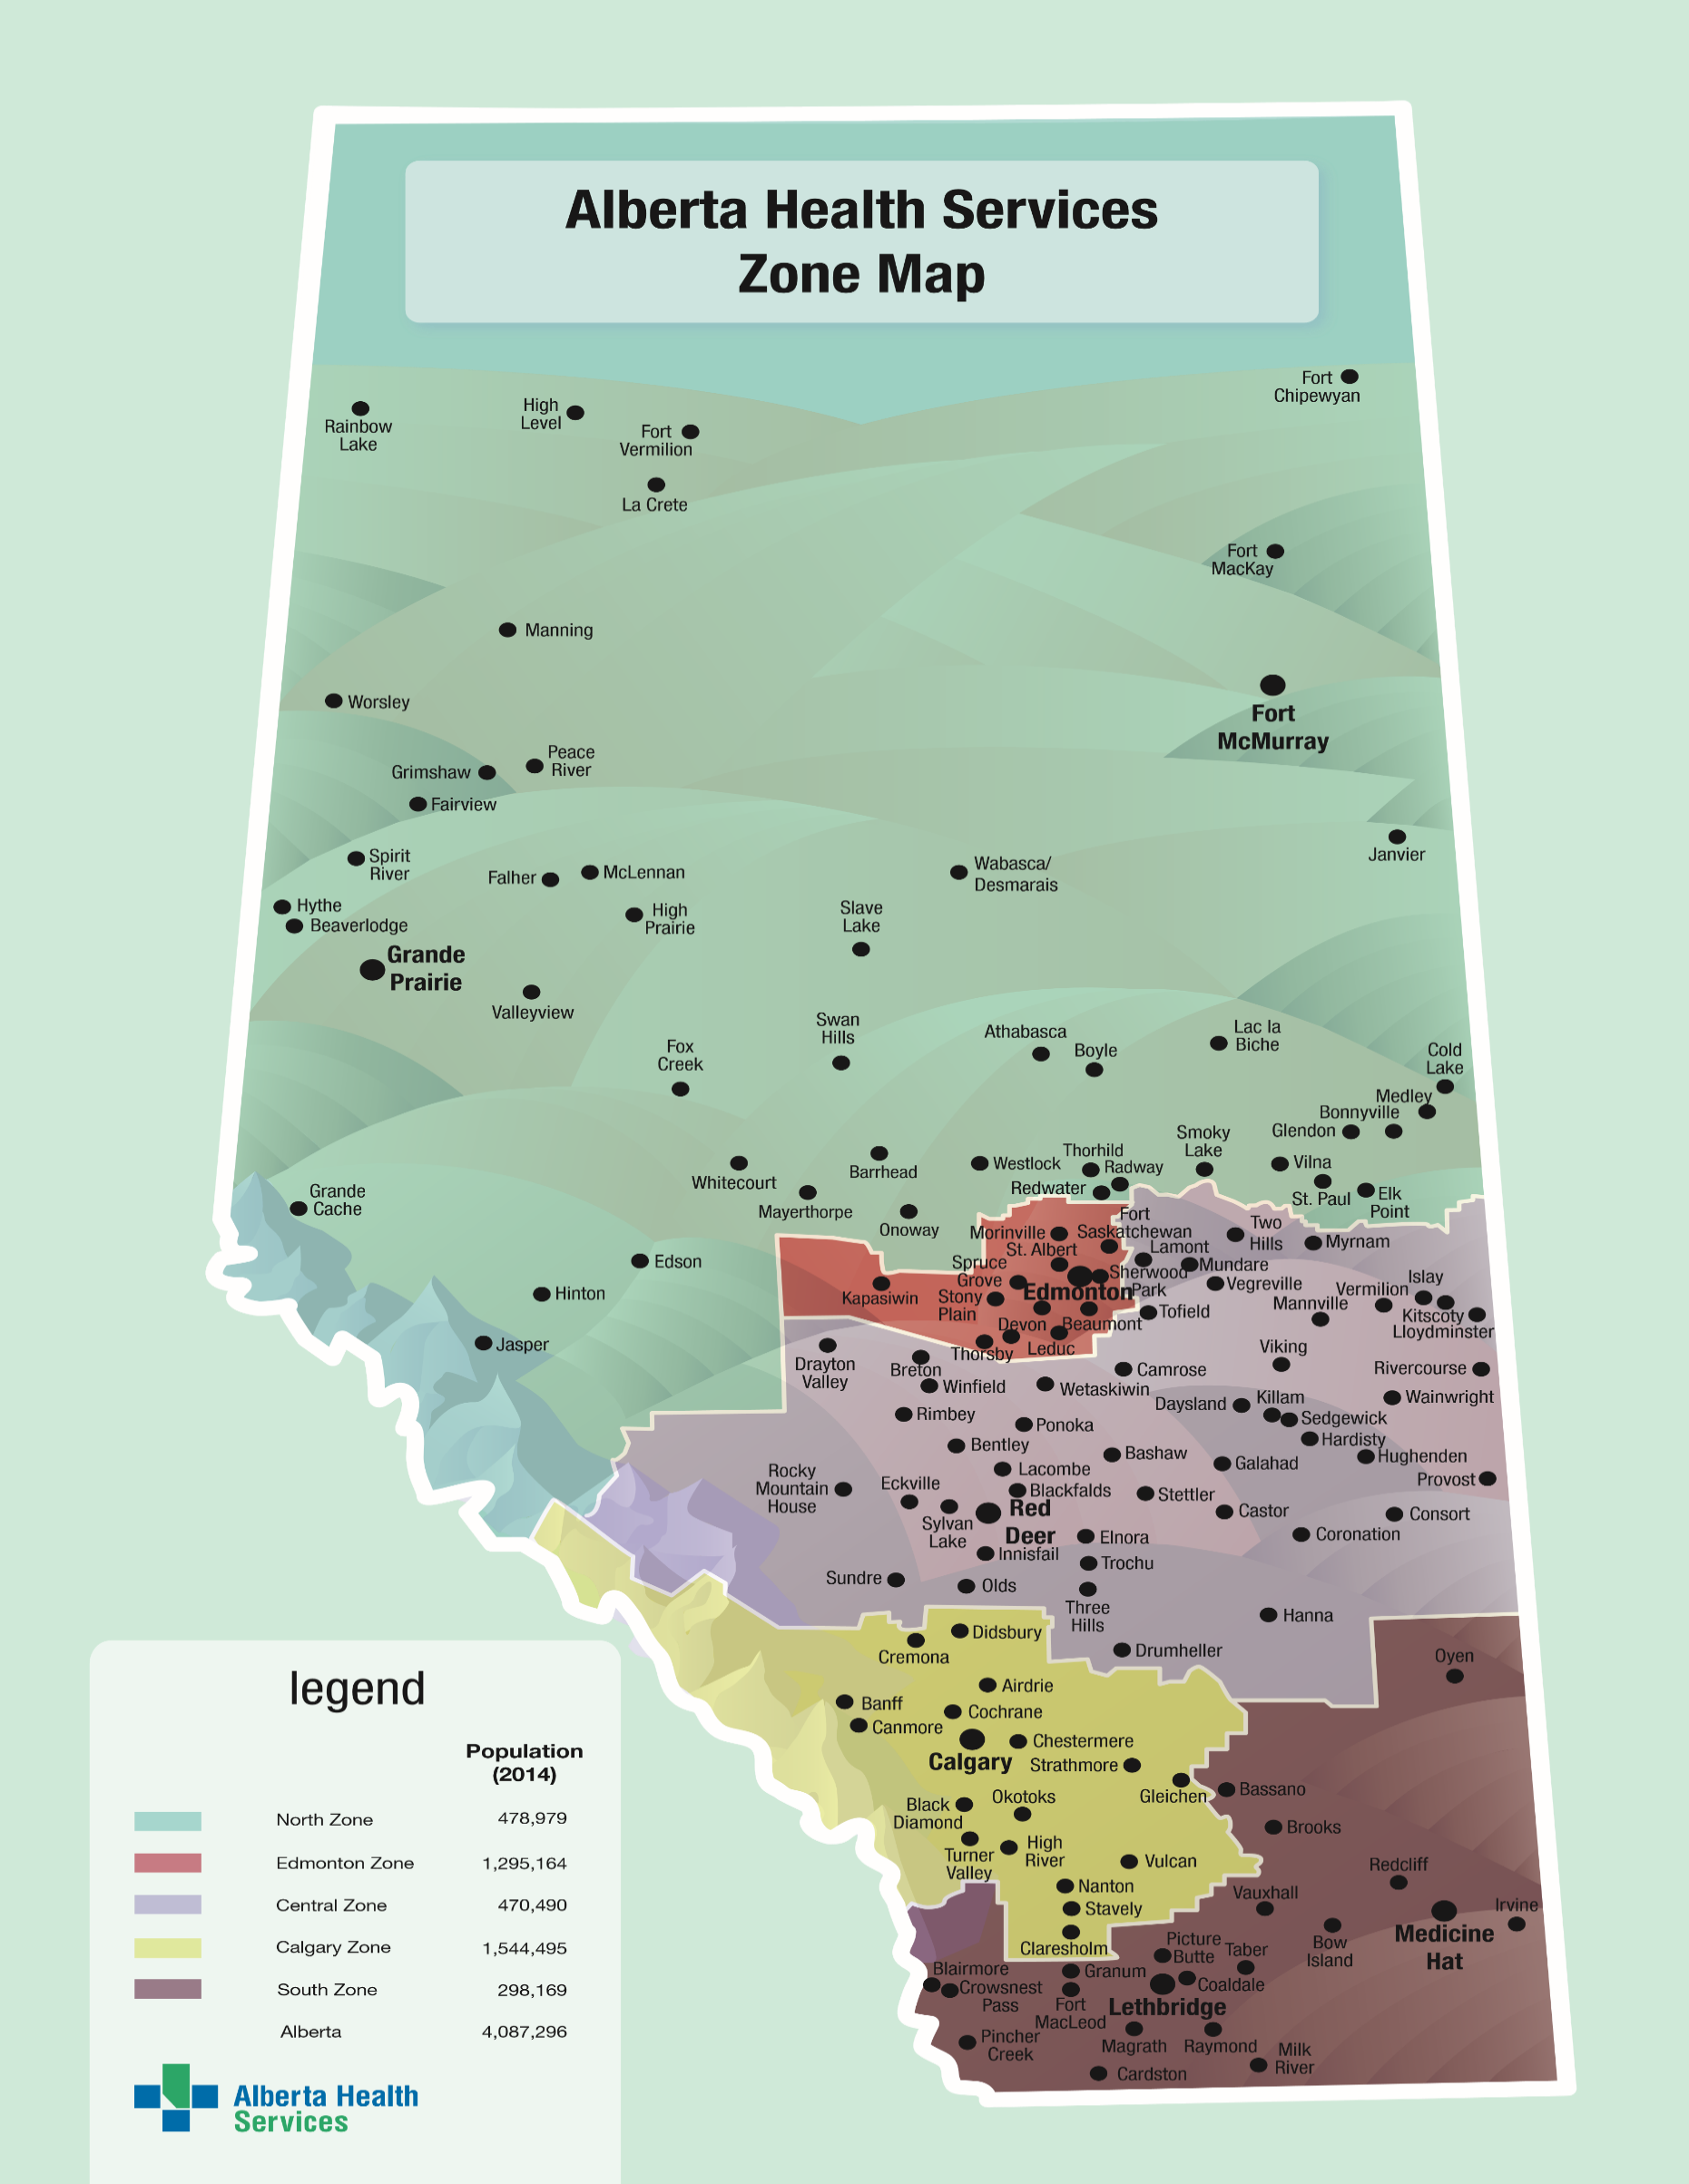 Alberta Health Services
Zone Map
Fort
Chipewyan
Rainbow
Lake
High
Level
Fort
Vermilion
La Crete
Fort
MacKay
Manning
Worsley
Fort
McMurray
Peace
River
Grimshaw
Fairview
Janvier
Spirit
River
Falher
McLennan
Wabasca/
Desmarais
Hythe
Beaverlodge
High
Prairie
Slave
Lake
Grande
Prairie
Valleyview
Swan
Hills
Athabasca
Boyle
Lac la
Biche
Fox
Creek
Cold
Lake
Medley
Bonnyville
Glendon
Smoky
Lake
Thorhild
Radway
Westlock
Redwater
Vilna
St. Paul
Elk
Point
Barrhead
Whitecourt
Mayerthorpe
Onoway
Grande
Cache
Edson
Hinton
Jasper
Morinville
Fort
Saskatchewan
St. Albert
Spruce
Grove
Stony
Plain
Kapasiwin
Edmonton
Sherwood
Park
Devon
Beaumont
Thorsby
Leduc
Lamont
Mundare
Two
Hills
Myrnam
Vegreville
Tofield
Mannville
Vermilion
Islay
Kitscoty
Lloydminster
Viking
Rivercourse
Wainwright
Drayton
Valley
Breton
Winfield
Wetaskiwin
Camrose
Daysland
Killam
Sedgewick
Hardisty
Hughenden
Provost
Rimbey
Ponoka
Bentley
Bashaw
Galahad
Lacombe
Blackfalds
Rocky
Mountain
House
Eckville
Sylvan
Lake
Red
Deer
Stettler
Castor
Consort
Coronation
Elnora
Innisfail
Trochu
Sundre
Olds
Three
Hills
Hanna
Drumheller
Didsbury
Cremona
Airdrie
Banff
Canmore
Cochrane
Calgary
Chestermere
Strathmore
Gleichen
Black
Diamond
Okotoks
Turner
Valley
High
River
Vulcan
Nanton
Stavely
Claresholm
Oyen
Bassano
Brooks
Redcliff
Vauxhall
Medicine
Hat
Irvine
Bow
Island
Picture
Butte
Taber
Granum
Coaldale
Blairmore
Crowsnest
Pass
Fort
MacLeod
Lethbridge
Pincher
Creek
Magrath
Raymond
Milk
River
Cardston
legend
Population
(2014)
North Zone 478,979
Edmonton Zone 1,295,164
Central Zone 470,490
Calgary Zone 1,544,495
South Zone 298,169
Alberta 4,087,296
Alberta Health
Services